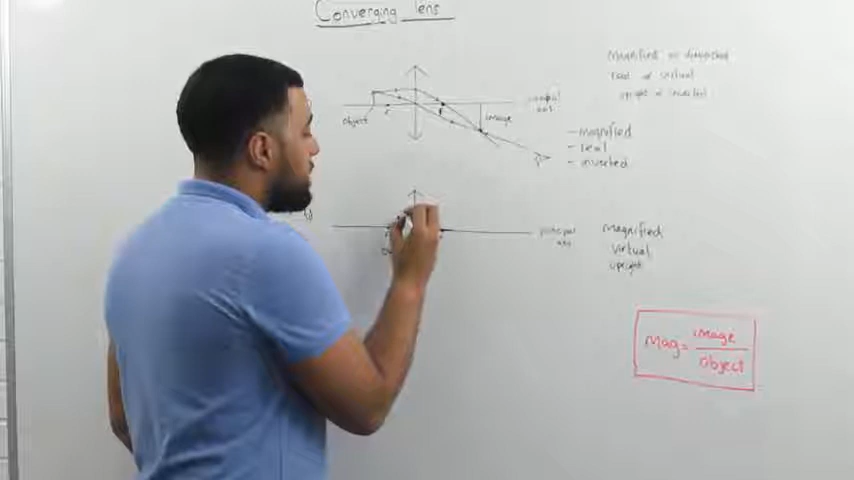 Converging lens
magnified or diminished
real or virtual
upright or inverted
principal
axis
object
F
F
image
- magnified
- real
- inverted
principal
axis
magnified
virtual
upright
Mag = image
object